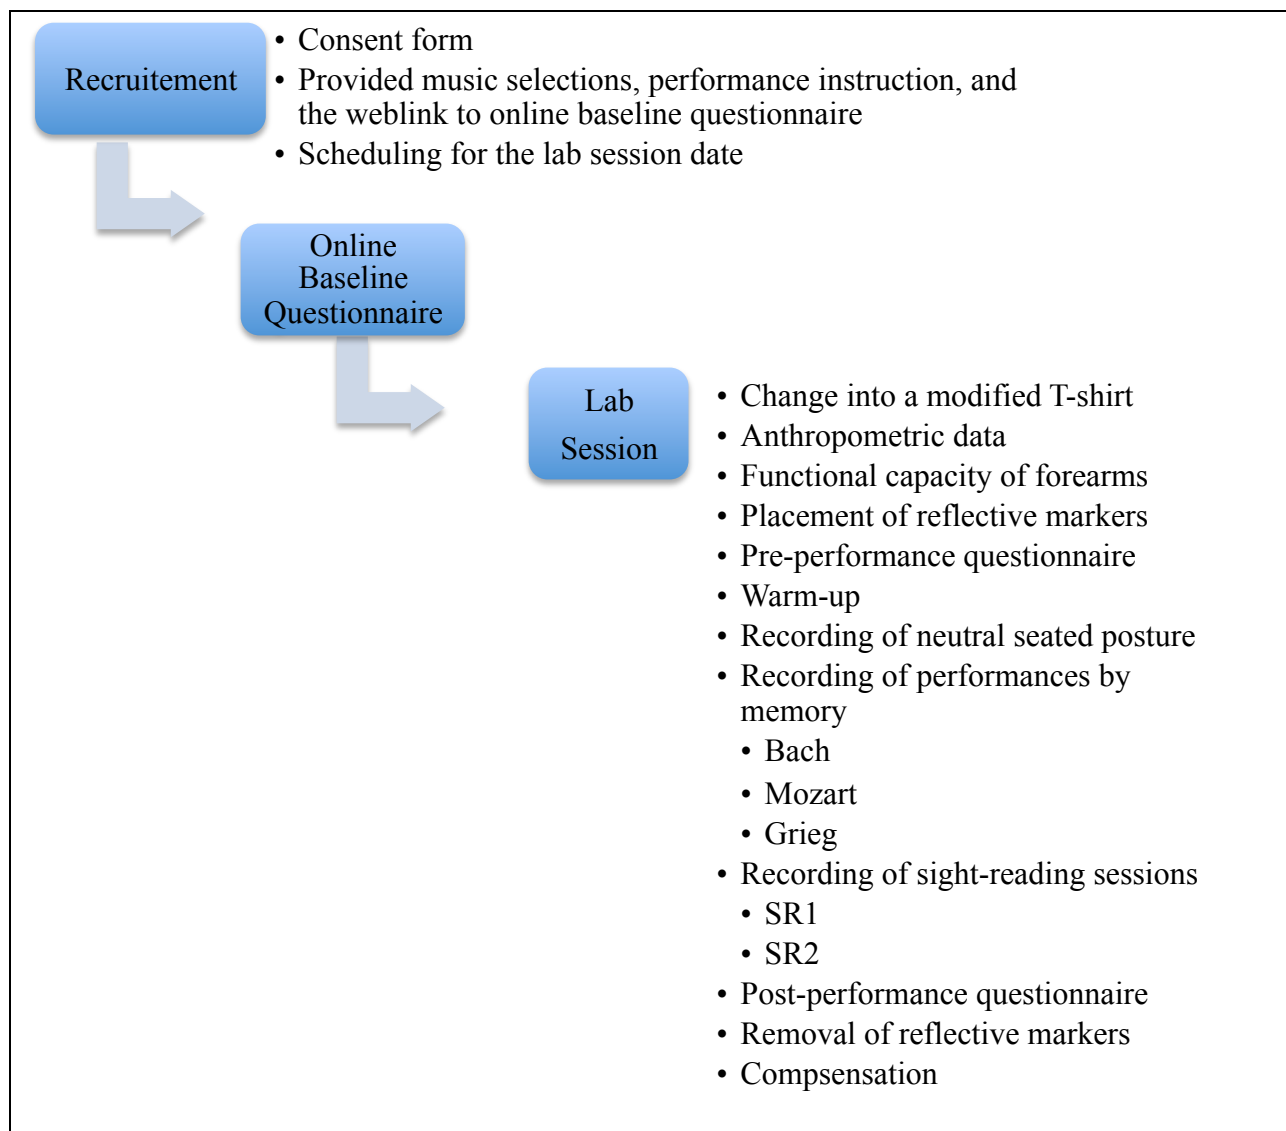 Recruitement
• Consent form
• Provided music selections, performance instruction, and
the weblink to online baseline questionnaire
• Scheduling for the lab session date
Online
Baseline
Questionnaire
Lab
Session
• Change into a modified T-shirt
• Anthropometric data
• Functional capacity of forearms
• Placement of reflective markers
• Pre-performance questionnaire
• Warm-up
• Recording of neutral seated posture
• Recording of performances by
memory
• Bach
• Mozart
• Grieg
• Recording of sight-reading sessions
• SR1
• SR2
• Post-performance questionnaire
• Removal of reflective markers
• Compsensation